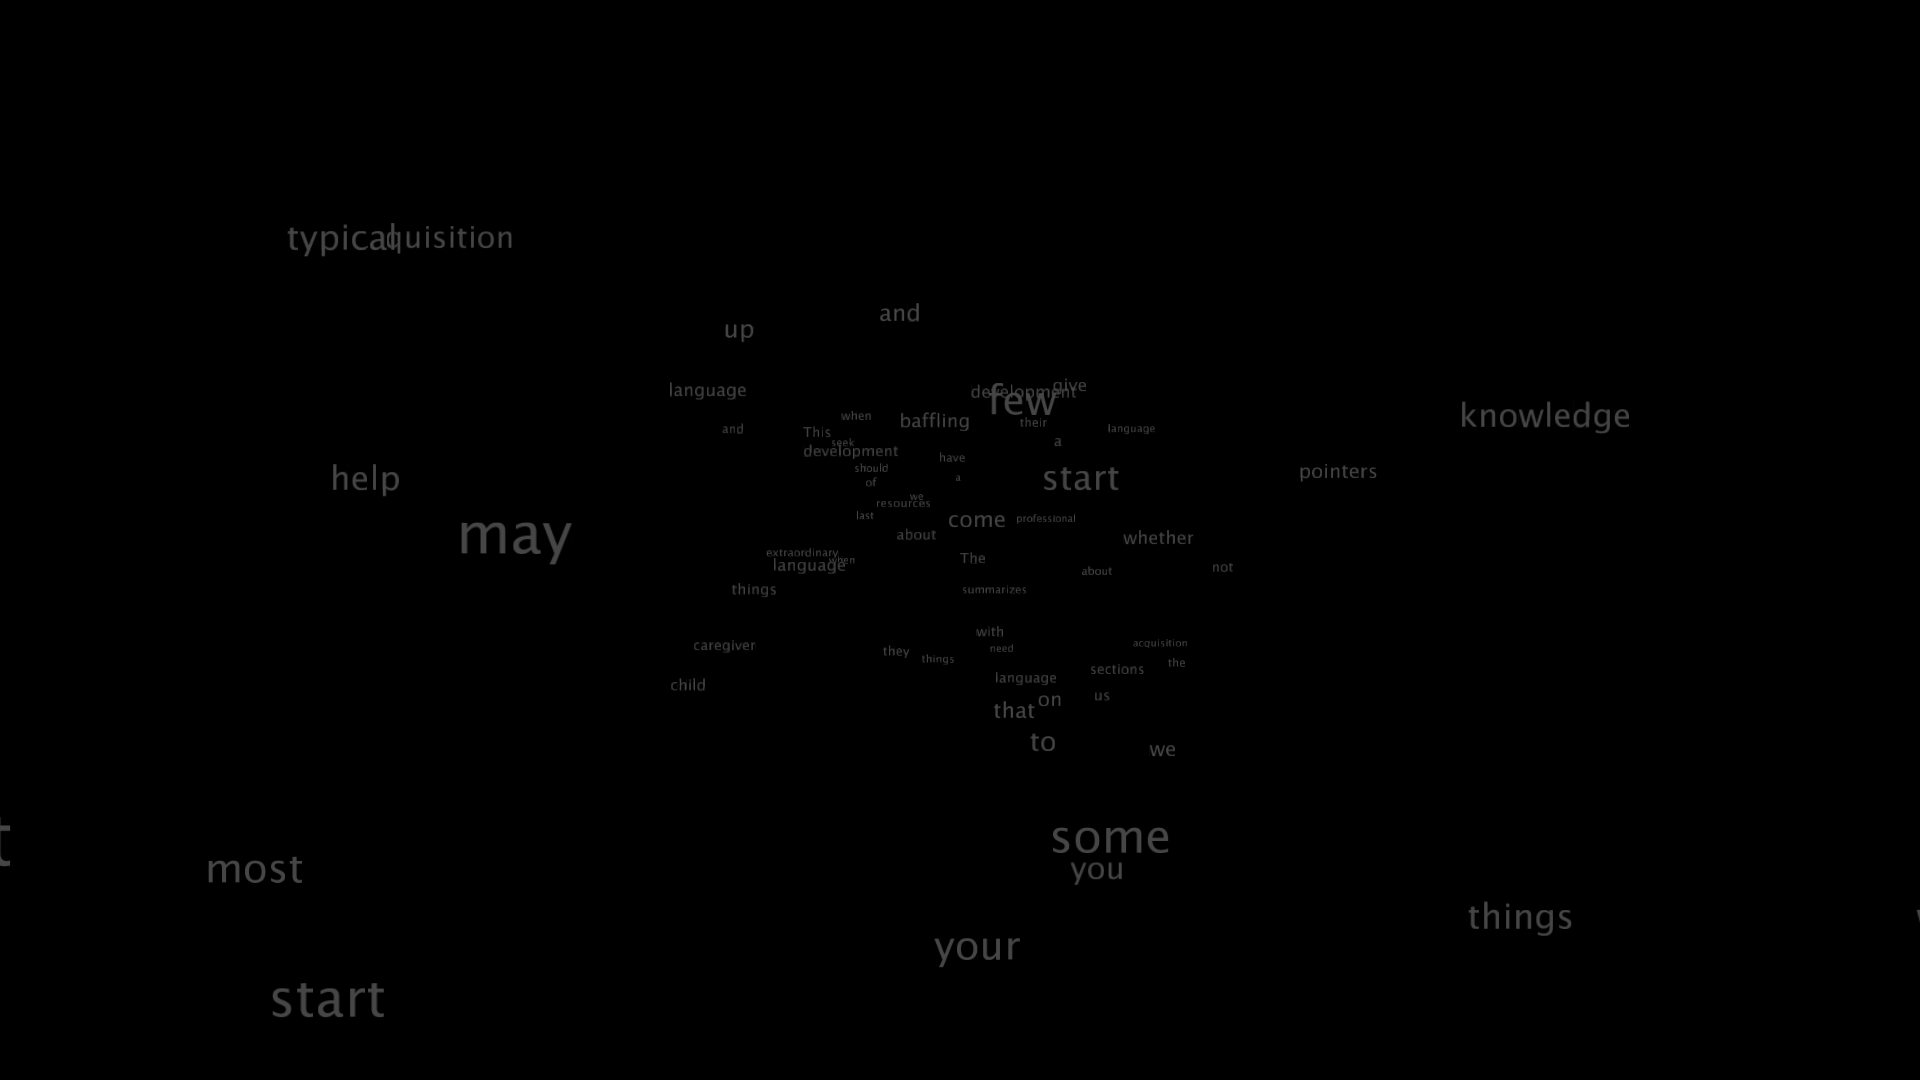 typical quisition
and
up
give
language development
few
when
knowledge
baffling
their
and This language
seek a
development
have
should
help a start pointers
of
we
resources
last come professional
may about whether
extraordinary The
when
language about not
things summarizes
with
caregiver need acquisition
they things the
sections
child language us
on
that
to we
some
most you
things
your
start